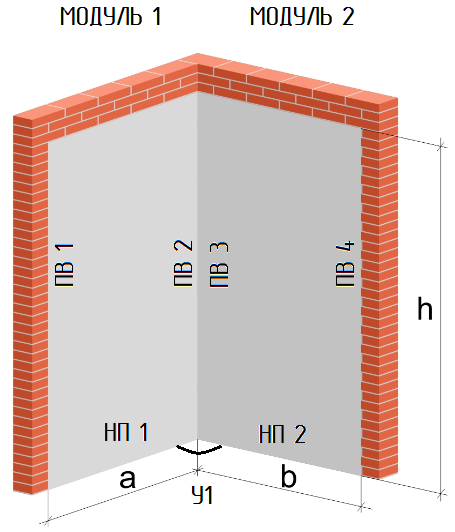 МОДУЛЬ 1
МОДУЛЬ 2
ПВ 1
ПВ 2
ПВ 3
ПВ 4
h
НП 1
НП 2
a
b
У1